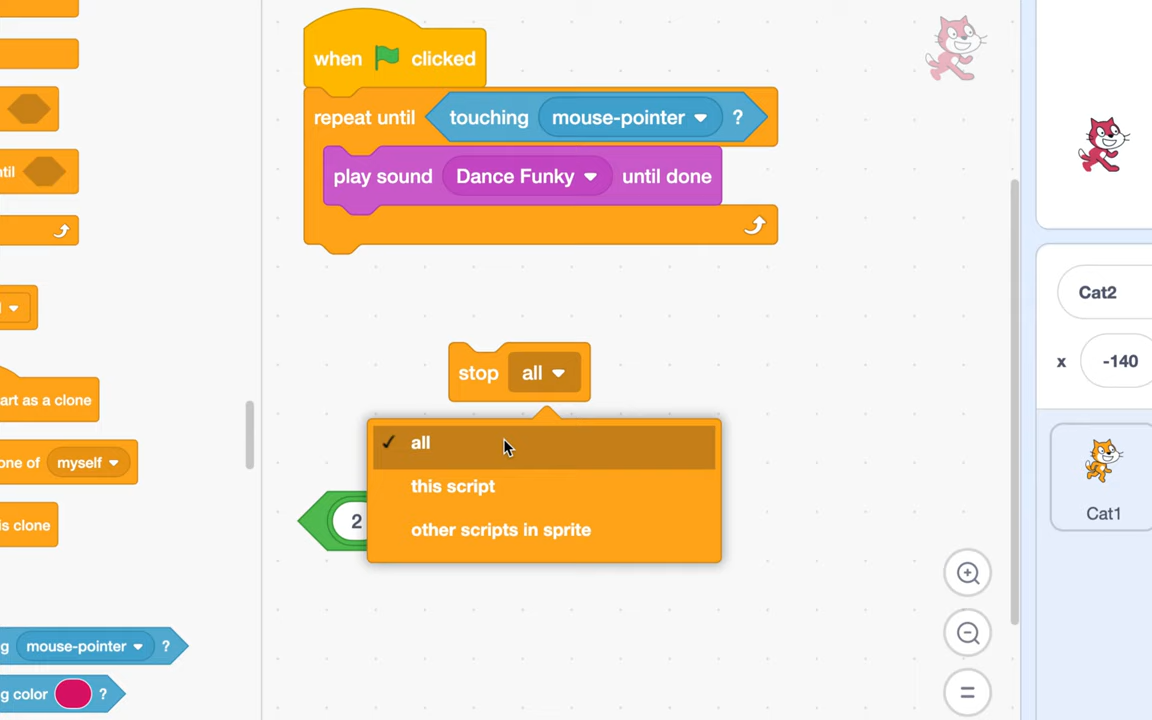 when clicked
repeat until touching mouse-pointer ?
play sound Dance Funky until done
stop all
all
this script
other scripts in sprite
2
art as a clone
one of myself
is clone
mouse-pointer ?
g color ?
Cat2
x -140
Cat1